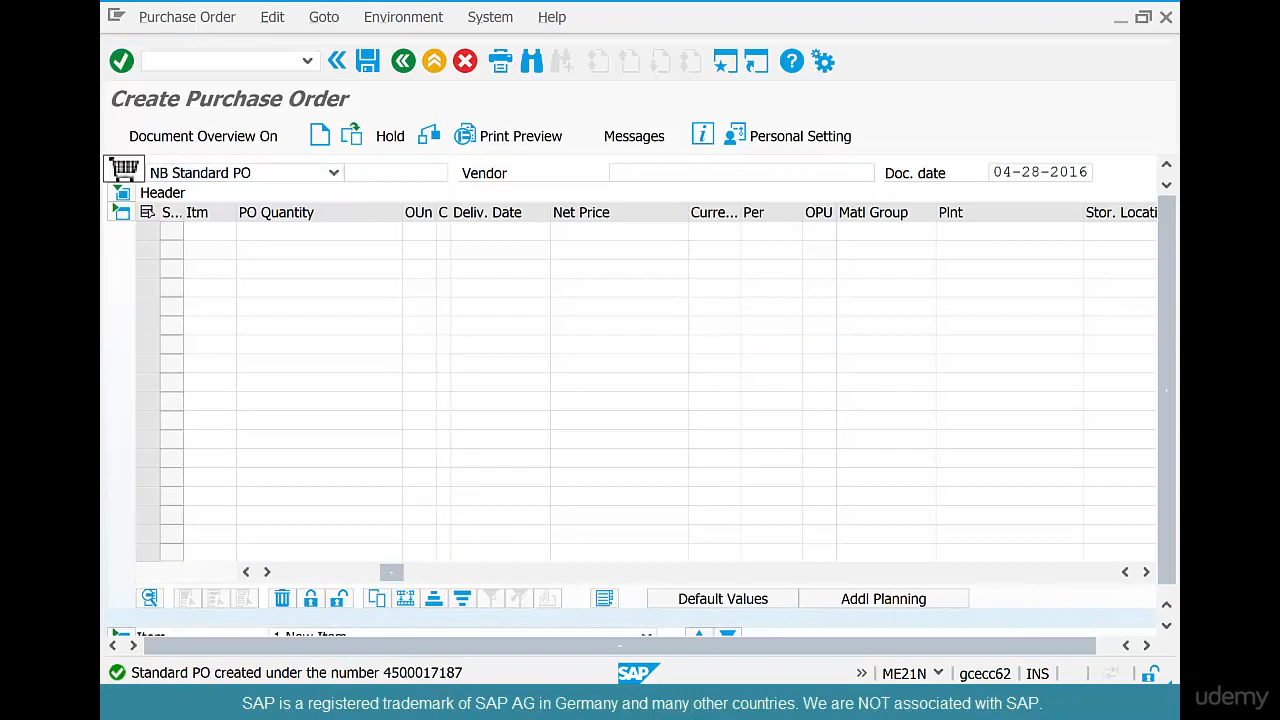 Purchase Order Edit Goto Environment System Help
Create Purchase Order
Document Overview On Hold Print Preview Messages Personal Setting
NB Standard PO Vendor Doc. date 04-28-2016
Header
S... Itm PO Quantity OUn C Deliv. Date Net Price Curre... Per OPU Matl Group Plnt Stor. Locati
Default Values Addl Planning
Item 1 New Item
Standard PO created under the number 4500017187 SAP ME21N gcecc62 INS
SAP is a registered trademark of SAP AG in Germany and many other countries. We are NOT associated with SAP.
udemy